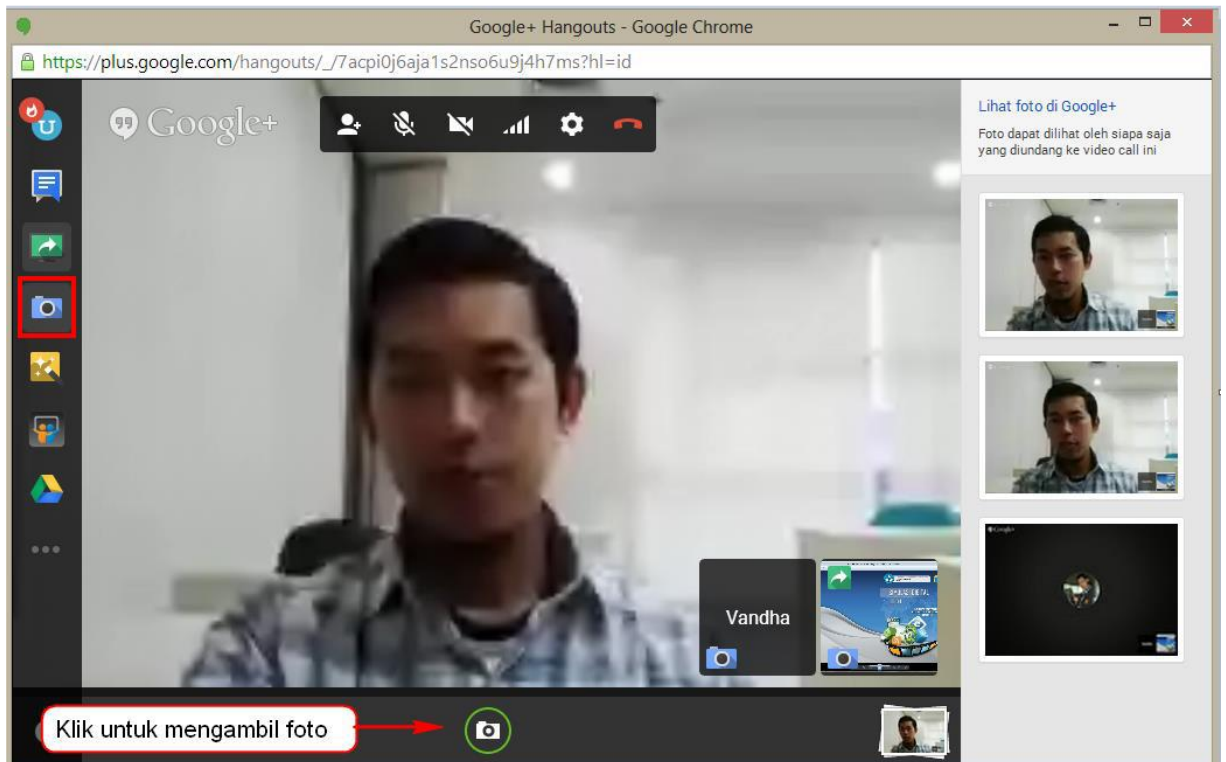 Google+ Hangouts - Google Chrome
https://plus.google.com/hangouts/_/7acpi0j6aja1s2nso6u9j4h7ms?hl=id
Google+
Lihat foto di Google+
Foto dapat dilihat oleh siapa saja
yang diundang ke video call ini
Vandha
Klik untuk mengambil foto